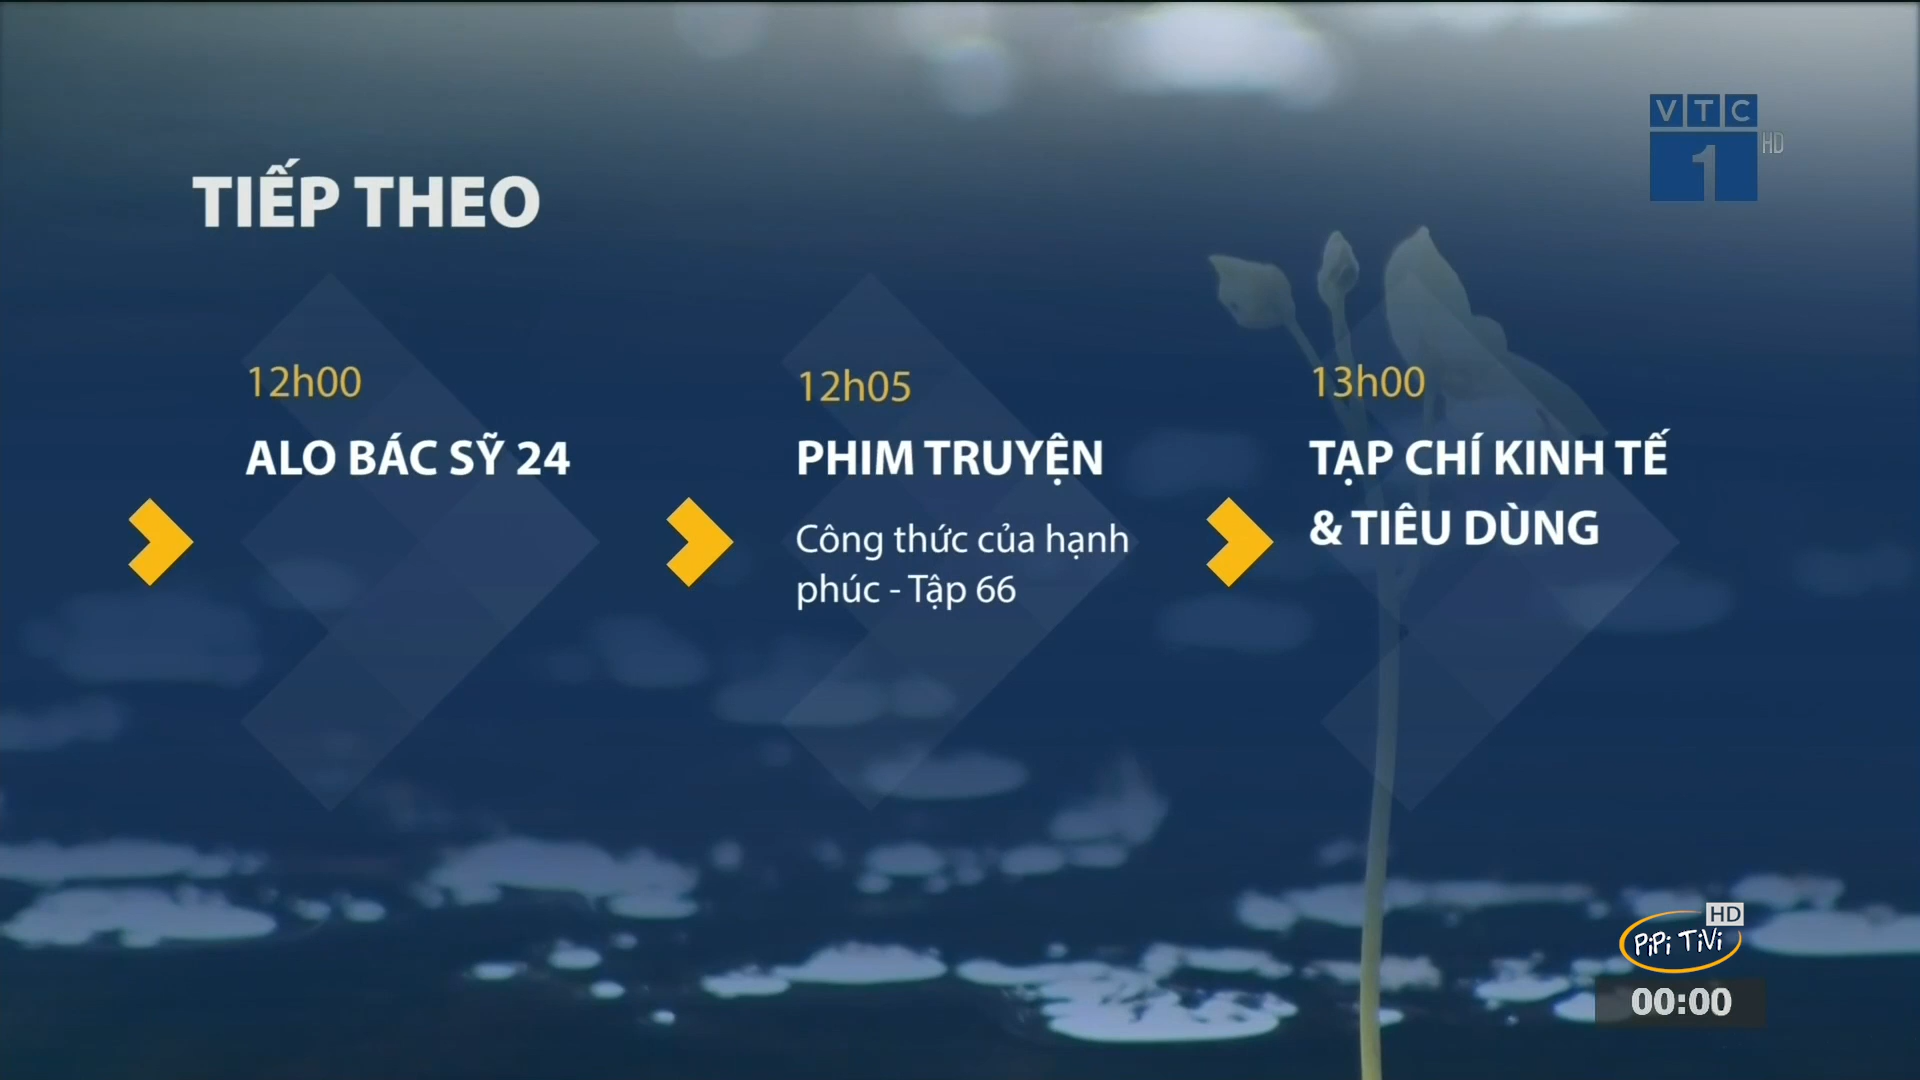 VTC
1
HD
TIẾP THEO
12h00
ALO BÁC SỸ 24
12h05
PHIM TRUYỆN
Công thức của hạnh
phúc - Tập 66
13h00
TẠP CHÍ KINH TẾ
& TIÊU DÙNG
HD
PiPi TiVi
00:00